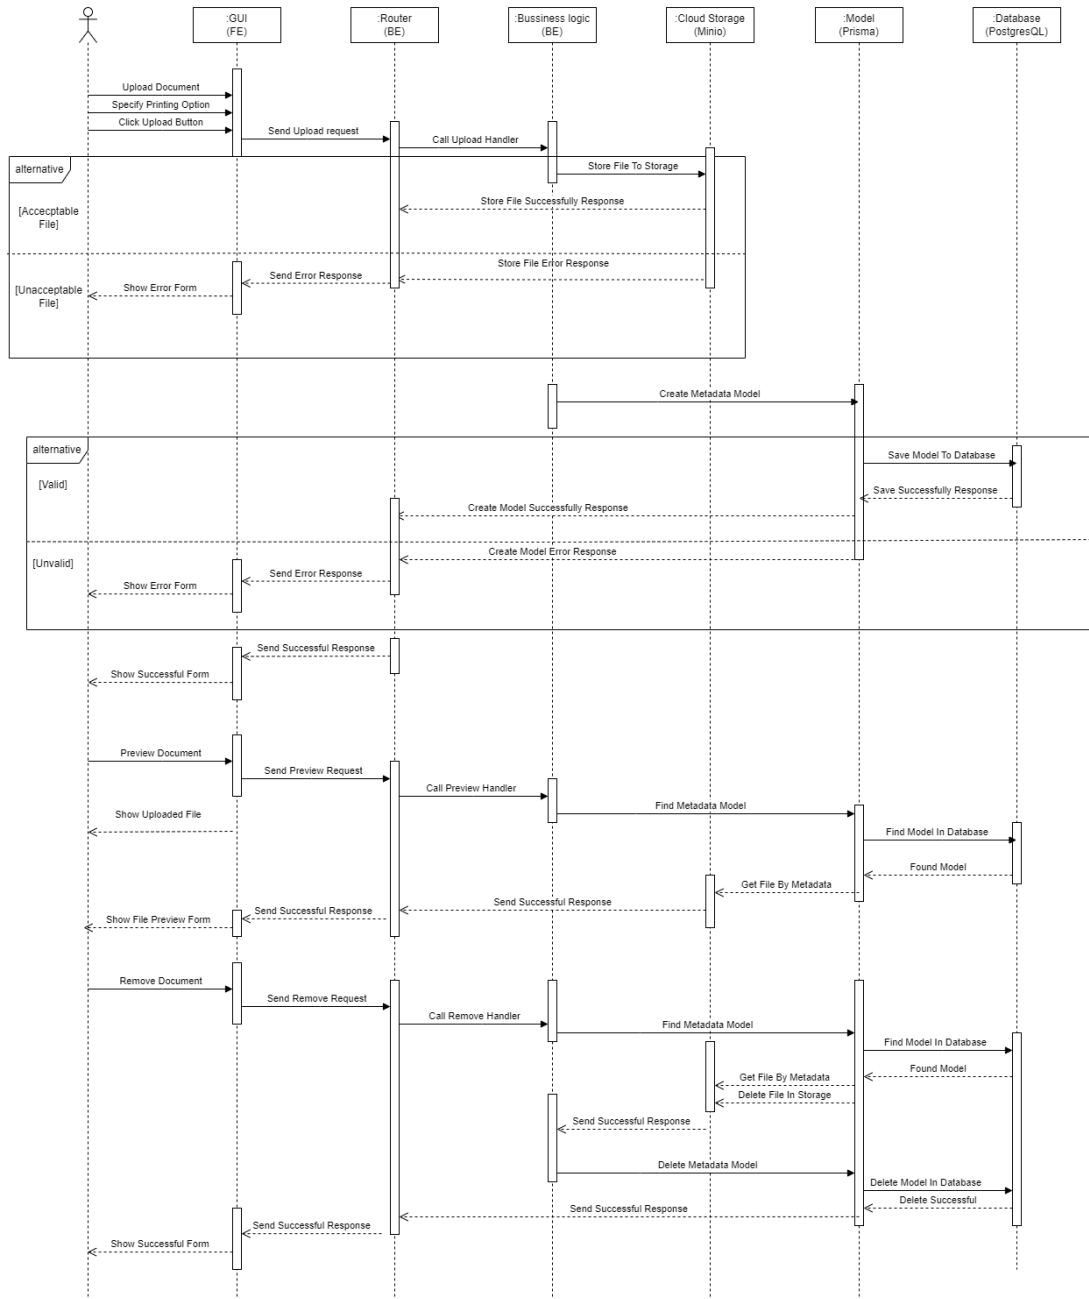 :GUI
(FE)
:Router
(BE)
:Bussiness logic
(BE)
:Cloud Storage
(Minio)
:Model
(Prisma)
:Database
(PostgresQL)
Upload Document
Specify Printing Option
Click Upload Button
Send Upload request
Call Upload Handler
alternative
Store File To Storage
[Accecptable
File]
Store File Successfully Response
Store File Error Response
Send Error Response
[Unacceptable
File]
Show Error Form
Create Metadata Model
alternative
Save Model To Database
[Valid]
Save Successfully Response
Create Model Successfully Response
Create Model Error Response
[Unvalid]
Send Error Response
Show Error Form
Send Successful Response
Show Successful Form
Preview Document
Send Preview Request
Call Preview Handler
Find Metadata Model
Show Uploaded File
Find Model In Database
Found Model
Get File By Metadata
Send Successful Response
Send Successful Response
Show File Preview Form
Remove Document
Send Remove Request
Call Remove Handler
Find Metadata Model
Find Model In Database
Found Model
Get File By Metadata
Delete File In Storage
Send Successful Response
Delete Metadata Model
Delete Model In Database
Delete Successful
Send Successful Response
Send Successful Response
Show Successful Form